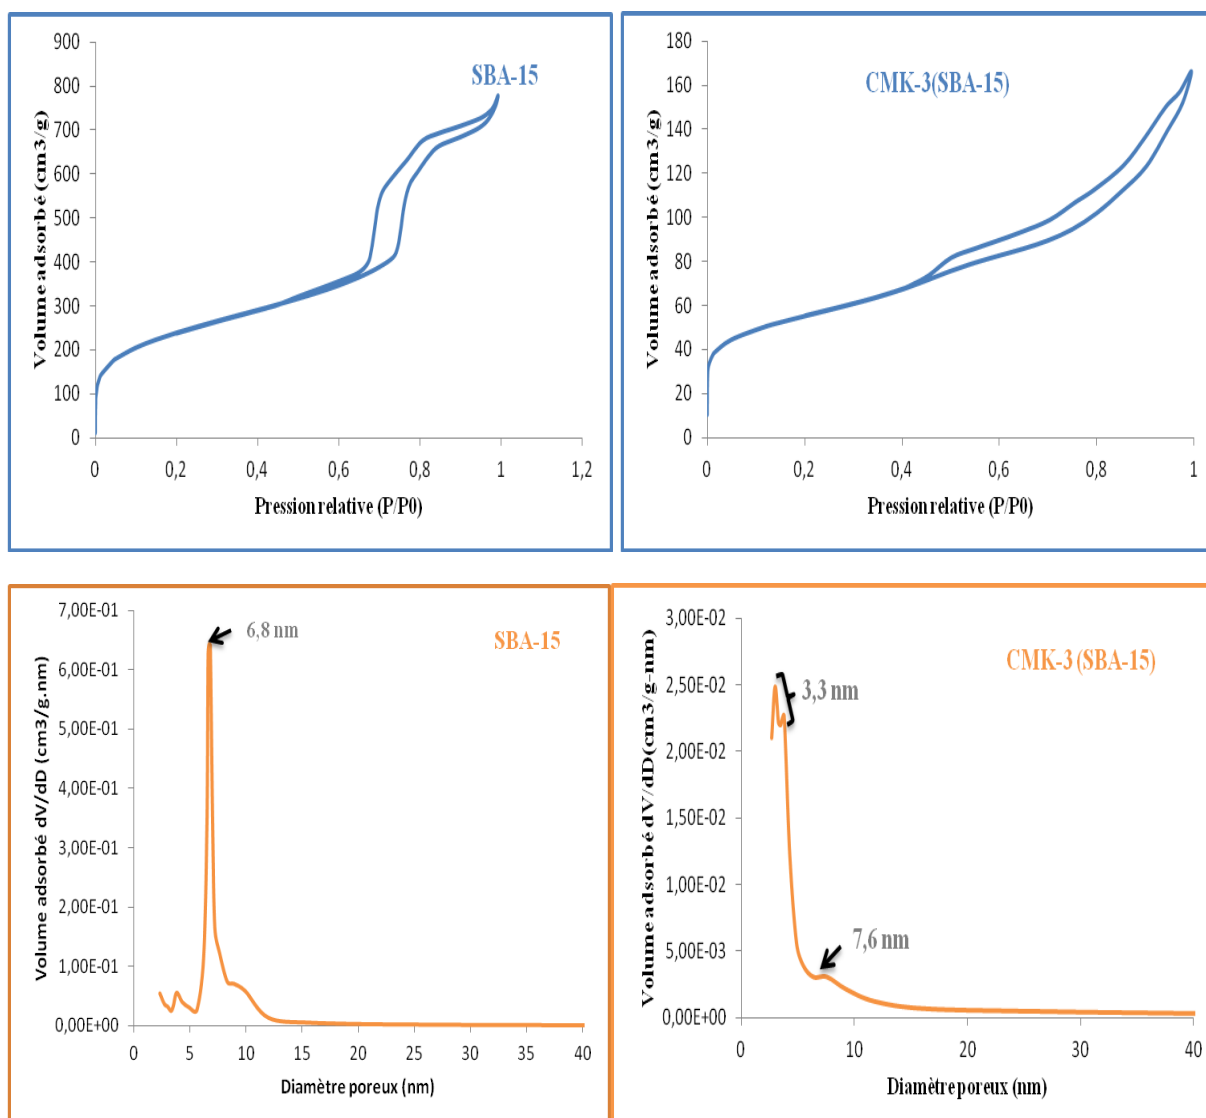 SBA-15
Volume adsorbé (cm3/g)
900
800
700
600
500
400
300
200
100
0
0
0,2
0,4
0,6
0,8
1
1,2
Pression relative (P/P0)
CMK-3(SBA-15)
Volume adsorbé (cm3/g)
180
160
140
120
100
80
60
40
20
0
0
0,2
0,4
0,6
0,8
1
Pression relative (P/P0)
SBA-15
6,8 nm
Volume adsorbé dV/dD (cm3/g.nm)
7,00E-01
6,00E-01
5,00E-01
4,00E-01
3,00E-01
2,00E-01
1,00E-01
0,00E+00
0
5
10
15
20
25
30
35
40
Diamètre poreux (nm)
CMK-3 (SBA-15)
3,3 nm
7,6 nm
Volume adsorbé dV/dD(cm3/g-nm)
3,00E-02
2,50E-02
2,00E-02
1,50E-02
1,00E-02
5,00E-03
0,00E+00
0
10
20
30
40
Diamètre poreux (nm)